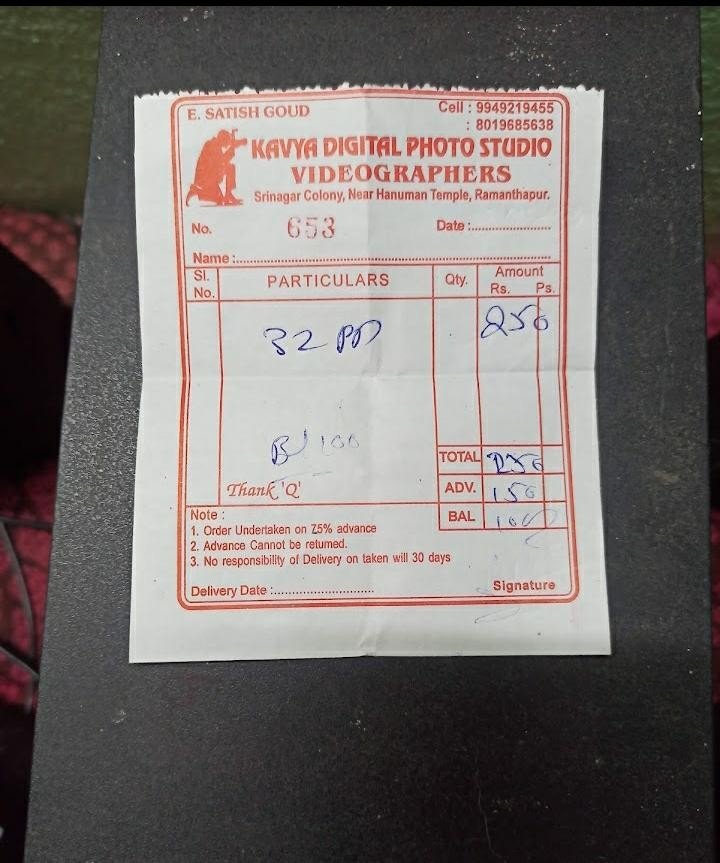 E. SATISH GOUD
Cell : 9949219455
: 8019685638
KAVYA DIGITAL PHOTO STUDIO
VIDEOGRAPHERS
Srinagar Colony, Near Hanuman Temple, Ramanthapur.
No. 653 Date :
Name :
Sl. No. PARTICULARS Qty. Amount Rs. Ps.
32 PP 250
B/ 100
TOTAL 250
Thank 'Q'
ADV. 150
BAL 100
Note :
1. Order Undertaken on 75% advance
2. Advance Cannot be returned.
3. No responsibility of Delivery on taken will 30 days
Delivery Date :
Signature